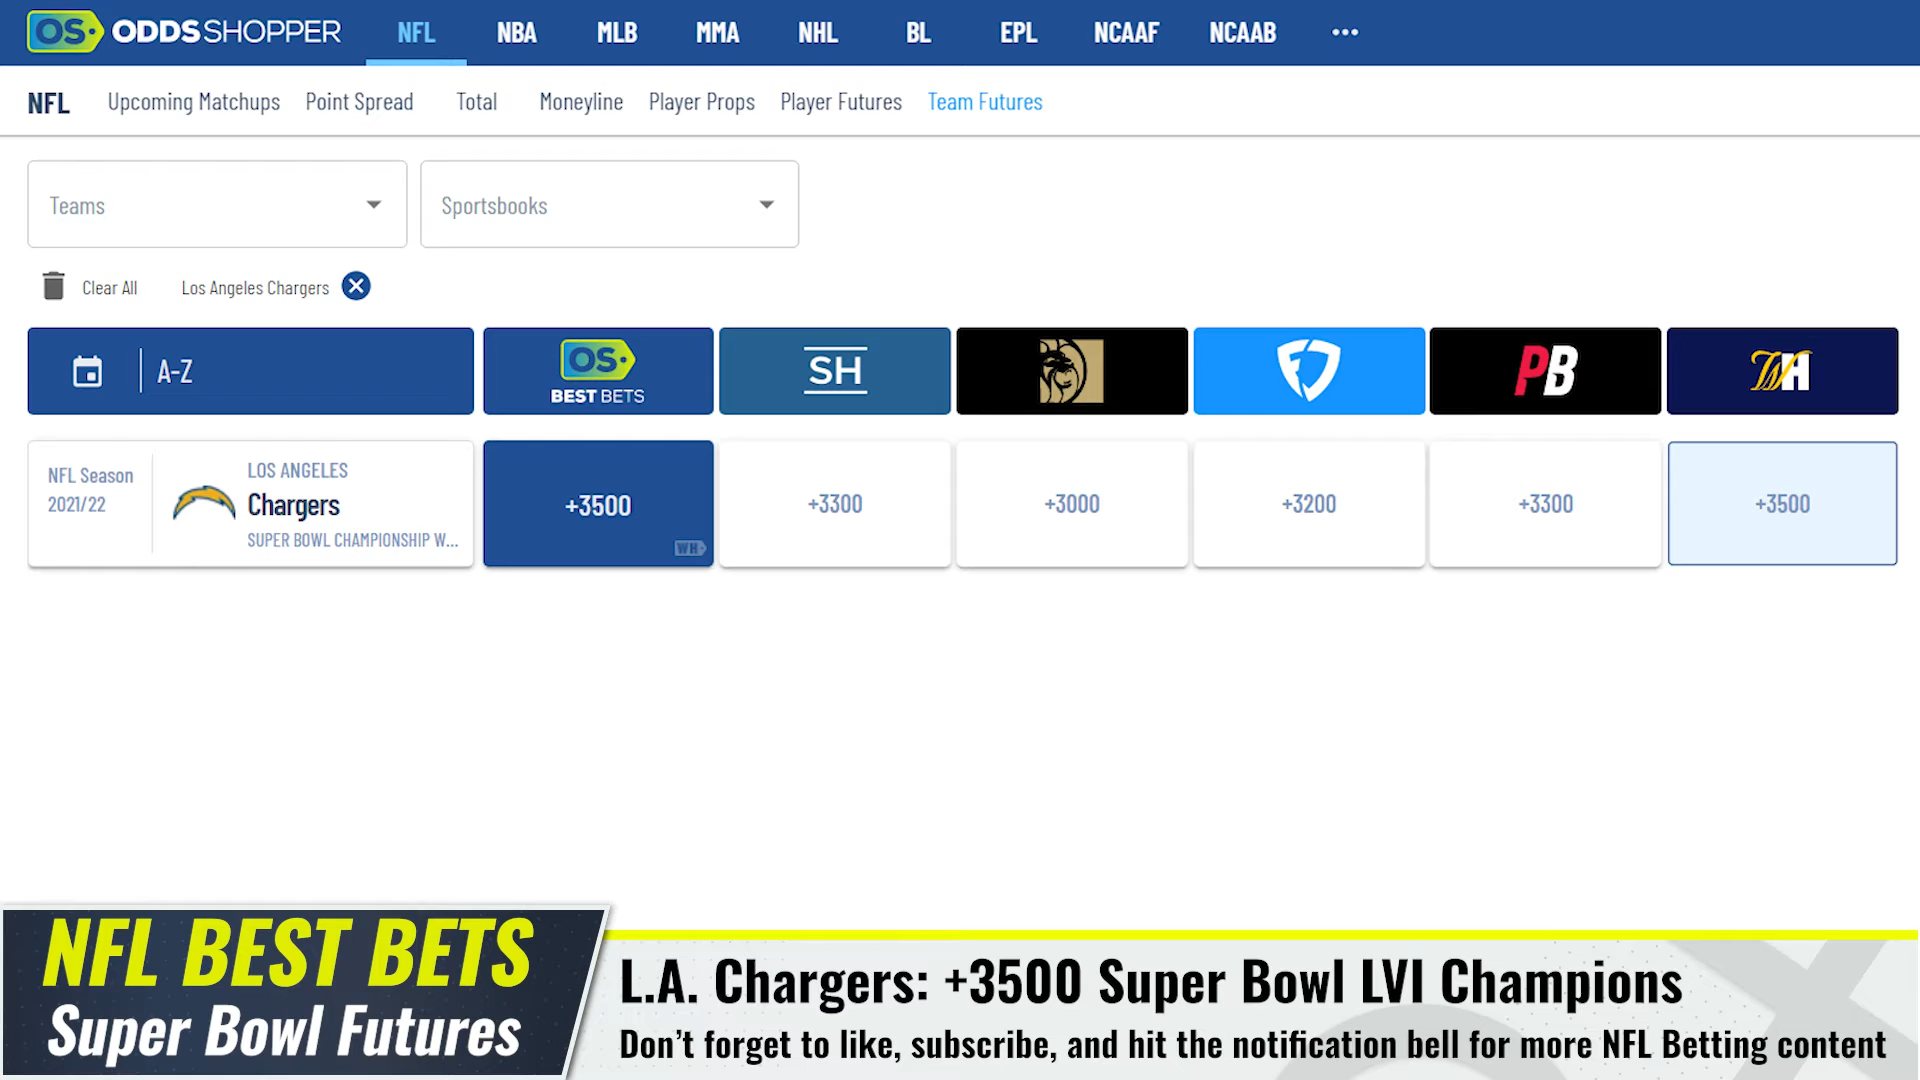 OS ODDSSHOPPER NFL NBA MLB MMA NHL BL EPL NCAAF NCAAB
NFL Upcoming Matchups Point Spread Total Moneyline Player Props Player Futures Team Futures
Teams Sportsbooks
Clear All Los Angeles Chargers
A-Z OS BEST BETS SH PB WH
NFL Season
2021/22
LOS ANGELES
Chargers
SUPER BOWL CHAMPIONSHIP W...
+3500 WH +3300 +3000 +3200 +3300 +3500
NFL BEST BETS
Super Bowl Futures
L.A. Chargers: +3500 Super Bowl LVI Champions
Don't forget to like, subscribe, and hit the notification bell for more NFL Betting content